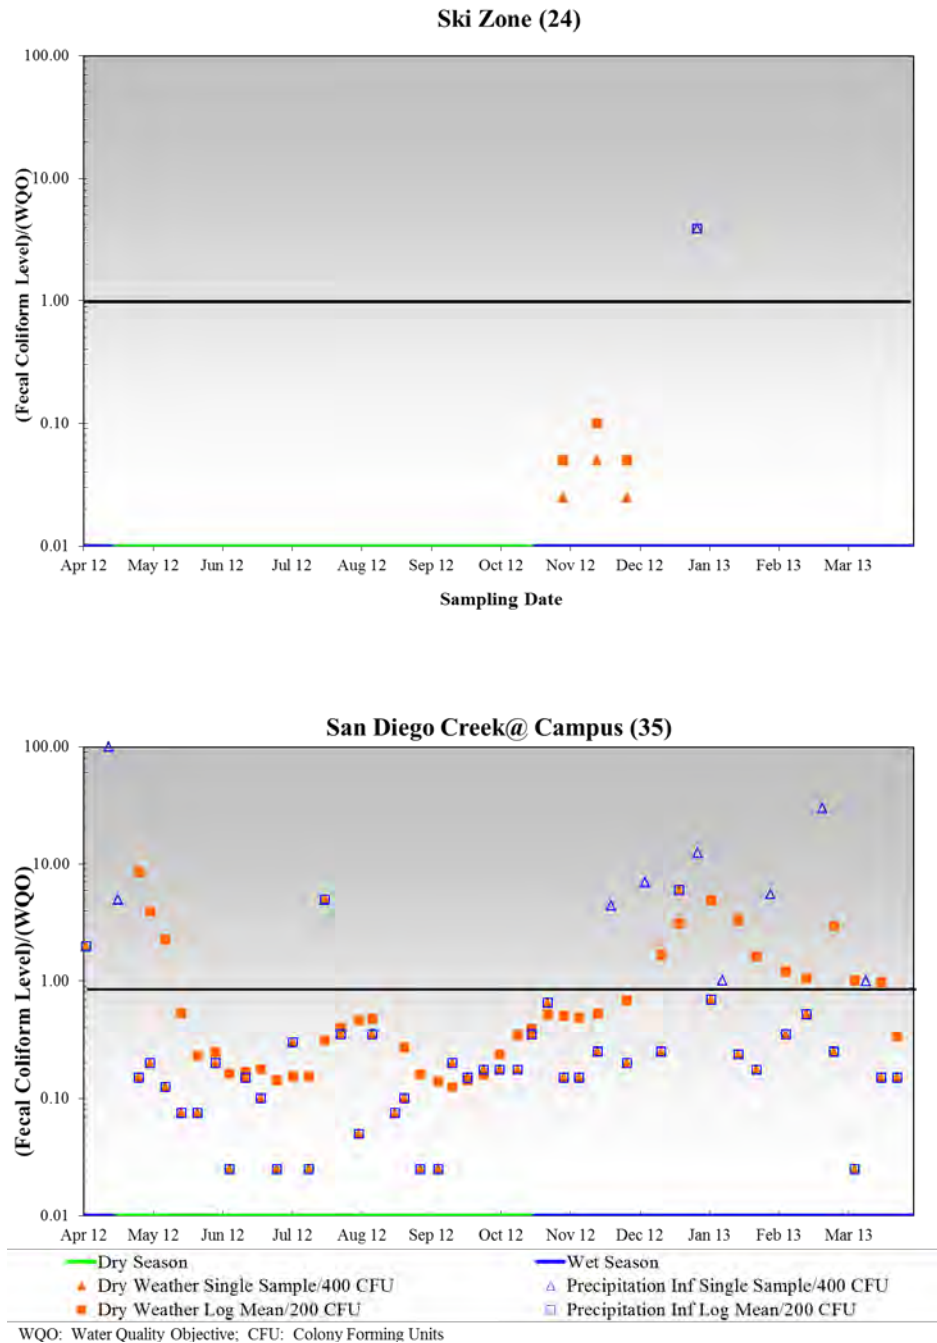 Ski Zone (24)
100.00
10.00
1.00
0.10
0.01
(Fecal Coliform Level)/(WQO)
Apr 12 May 12 Jun 12 Jul 12 Aug 12 Sep 12 Oct 12 Nov 12 Dec 12 Jan 13 Feb 13 Mar 13
Sampling Date
San Diego Creek@ Campus (35)
100.00
10.00
1.00
0.10
0.01
(Fecal Coliform Level)/(WQO)
Apr 12 May 12 Jun 12 Jul 12 Aug 12 Sep 12 Oct 12 Nov 12 Dec 12 Jan 13 Feb 13 Mar 13
Dry Season Wet Season
Dry Weather Single Sample/400 CFU Precipitation Inf Single Sample/400 CFU
Dry Weather Log Mean/200 CFU Precipitation Inf Log Mean/200 CFU
WQO: Water Quality Objective; CFU: Colony Forming Units